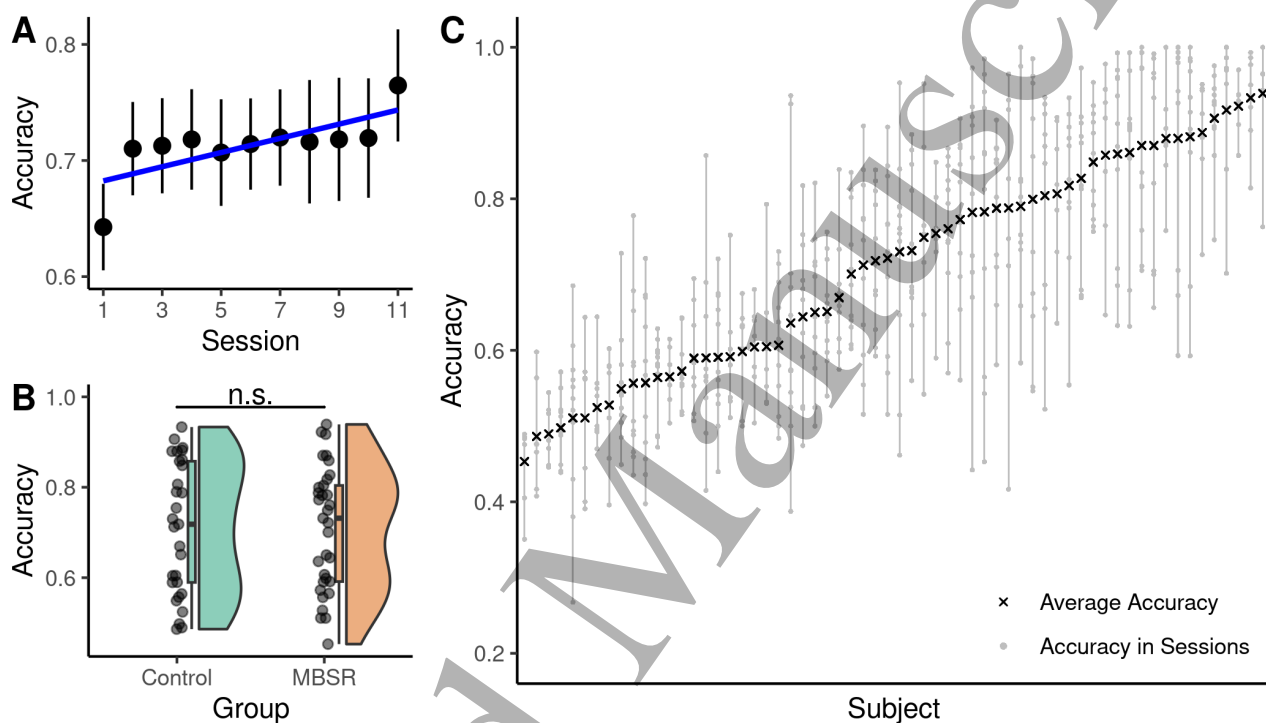 A
0.8
0.7
0.6
Accuracy
1 3 5 7 9 11
Session
B
n.s.
1.0
0.8
0.6
Accuracy
Control MBSR
Group
C
1.0
0.8
0.6
0.4
0.2
Accuracy
× Average Accuracy
Accuracy in Sessions
Subject
d Manusc